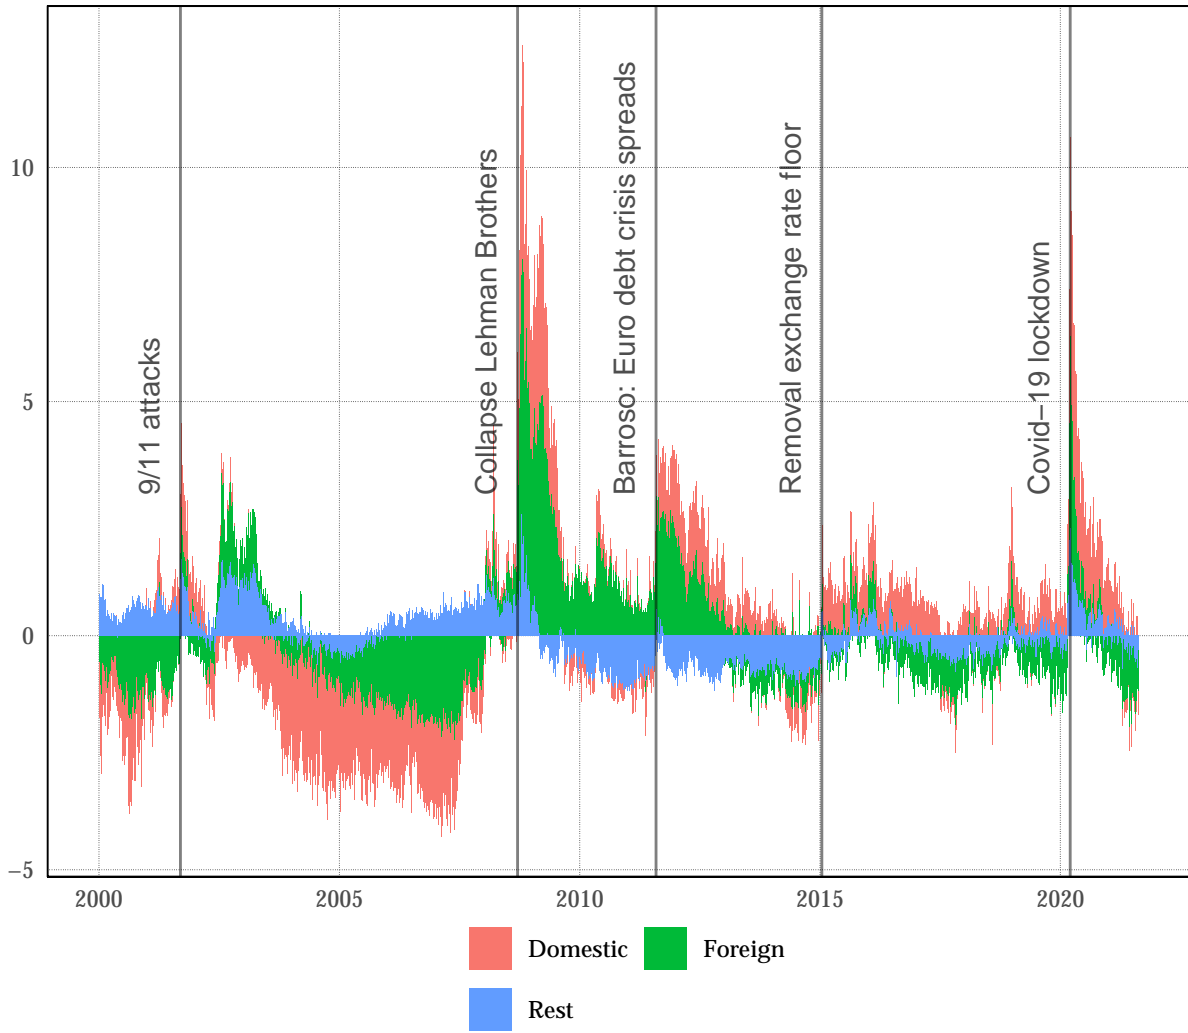 10
5
0
−5
9/11 attacks
Collapse Lehman Brothers
Barroso: Euro debt crisis spreads
Removal exchange rate floor
Covid−19 lockdown
2000
2005
2010
2015
2020
Domestic
Foreign
Rest